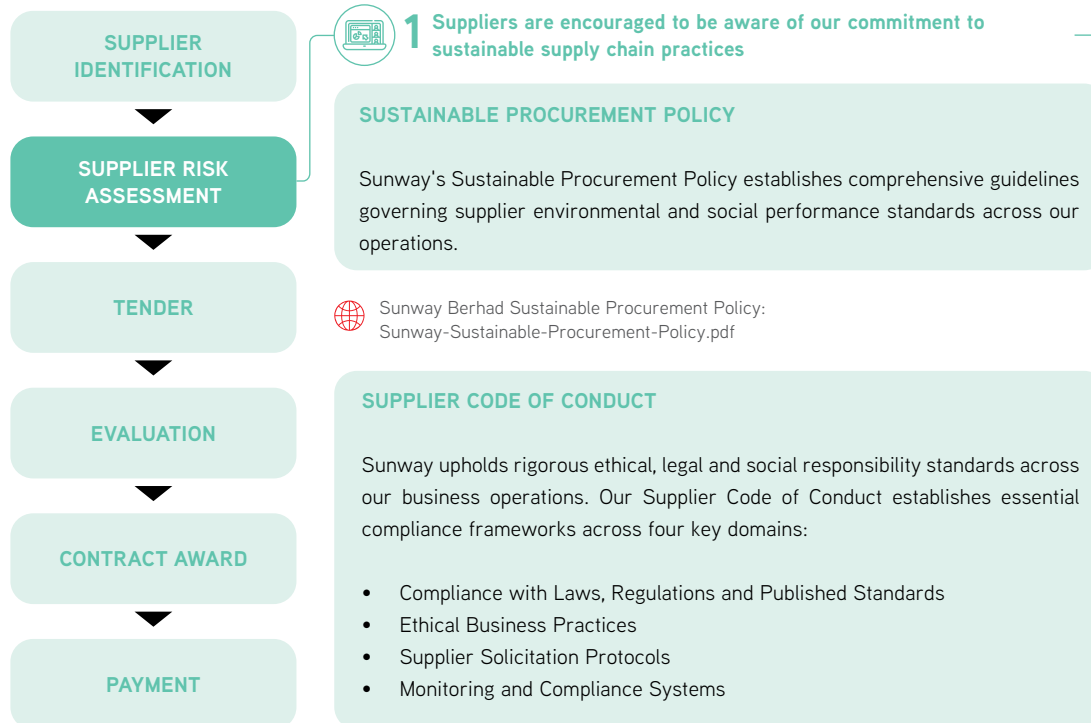 SUPPLIER
IDENTIFICATION
SUPPLIER RISK
ASSESSMENT
TENDER
EVALUATION
CONTRACT AWARD
PAYMENT
1 Suppliers are encouraged to be aware of our commitment to
sustainable supply chain practices
SUSTAINABLE PROCUREMENT POLICY
Sunway's Sustainable Procurement Policy establishes comprehensive guidelines
governing supplier environmental and social performance standards across our
operations.
Sunway Berhad Sustainable Procurement Policy:
Sunway-Sustainable-Procurement-Policy.pdf
SUPPLIER CODE OF CONDUCT
Sunway upholds rigorous ethical, legal and social responsibility standards across
our business operations. Our Supplier Code of Conduct establishes essential
compliance frameworks across four key domains:
• Compliance with Laws, Regulations and Published Standards
• Ethical Business Practices
• Supplier Solicitation Protocols
• Monitoring and Compliance Systems